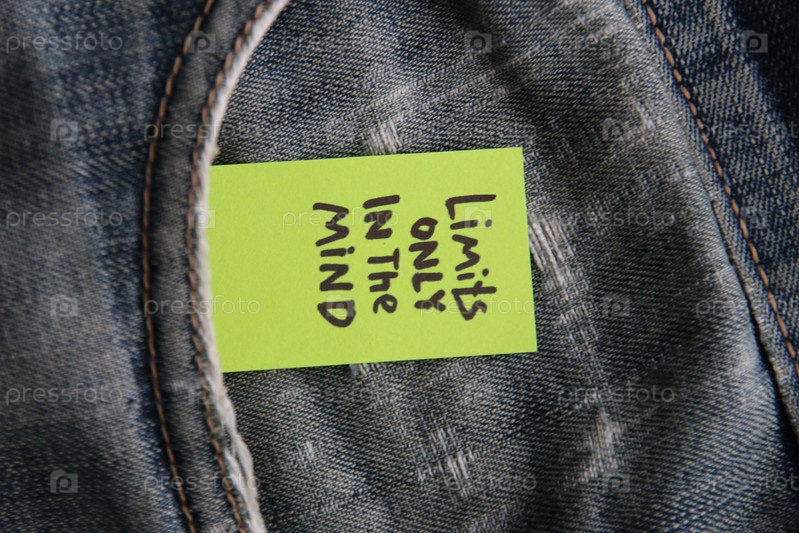 Limits
ONLY
IN The
MiND
pressfoto